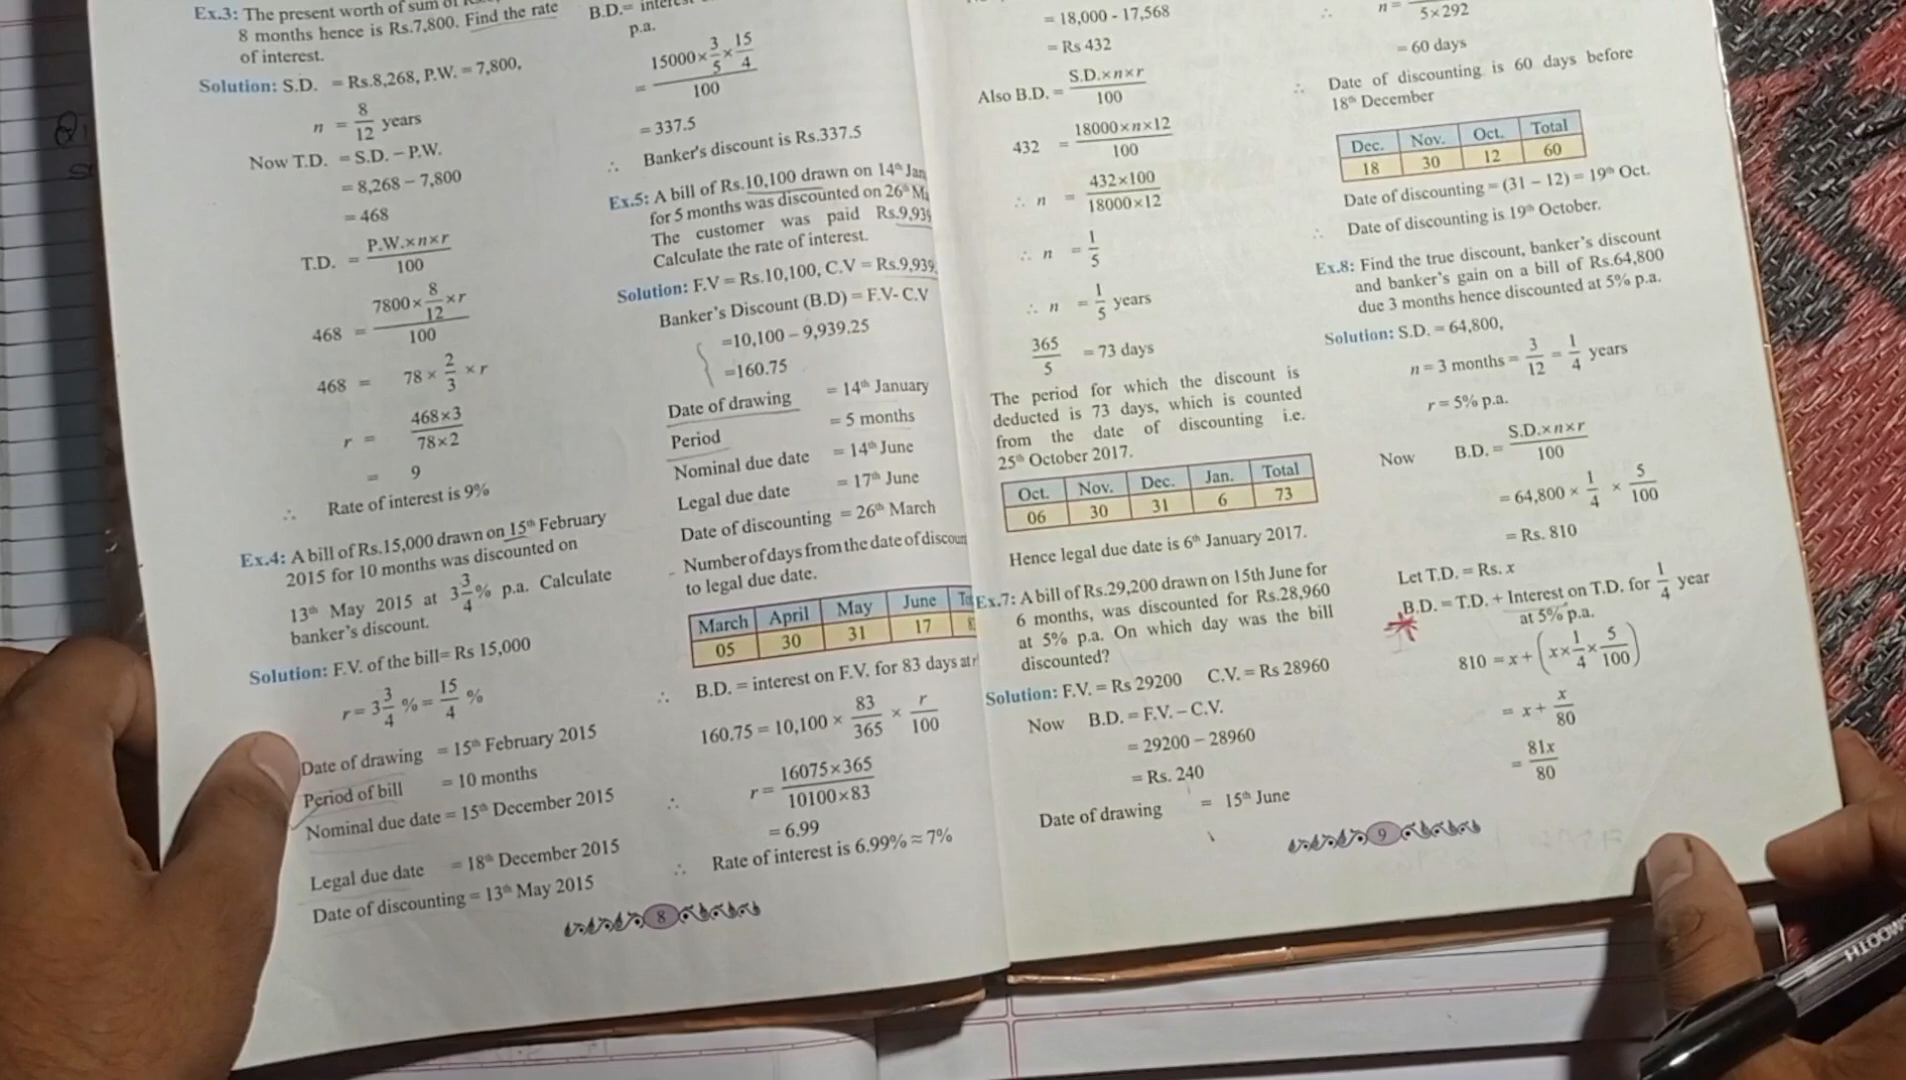 Ex.3: The present worth of sum of
8 months hence is Rs.7,800. Find the rate
of interest.
Solution: S.D. = Rs.8,268, P.W. = 7,800,
n = 8/12 years
Now T.D. = S.D. – P.W.
= 8,268 – 7,800
= 468
T.D. = P.W.×n×r/100
468 = 7800×8/12×r/100
468 = 78 × 2/3 × r
r = 468×3/78×2
= 9
∴ Rate of interest is 9%
Ex.4: A bill of Rs.15,000 drawn on 15th February
2015 for 10 months was discounted on
13th May 2015 at 3 3/4% p.a. Calculate
banker's discount.
Solution: F.V. of the bill= Rs 15,000
r = 3 3/4 % = 15/4 %
Date of drawing = 15th February 2015
Period of bill = 10 months
Nominal due date = 15th December 2015
Legal due date = 18th December 2015
Date of discounting = 13th May 2015
B.D.=
p.a.
= 15000×3/5×15/4/100
= 337.5
∴ Banker's discount is Rs.337.5
Ex.5: A bill of Rs.10,100 drawn on 14th Jan
for 5 months was discounted on 26th
The customer was paid Rs.9,939
Calculate the rate of interest.
Solution: F.V = Rs.10,100, C.V = Rs.9,939.
Banker's Discount (B.D) = F.V- C.V
=10,100 – 9,939.25
=160.75
Date of drawing = 14th January
Period = 5 months
Nominal due date = 14th June
Legal due date = 17th June
Date of discounting = 26th March
Number of days from the date of discoun
to legal due date.
March April May June
05 30 31 17 8
∴ B.D. = interest on F.V. for 83 days at r
160.75 = 10,100 × 83/365 × r/100
∴ r = 16075×365/10100×83
= 6.99
∴ Rate of interest is 6.99% ≈ 7%
8
= 18,000 - 17,568
= Rs 432
Also B.D. = S.D.×n×r/100
432 = 18000×n×12/100
∴ n = 432×100/18000×12
∴ n = 1/5
∴ n = 1/5 years
365/5 = 73 days
The period for which the discount is
deducted is 73 days, which is counted
from the date of discounting i.e.
25th October 2017.
Oct. Nov. Dec. Jan. Total
06 30 31 6 73
Hence legal due date is 6th January 2017.
Ex.7: A bill of Rs.29,200 drawn on 15th June for
6 months, was discounted for Rs.28,960
at 5% p.a. On which day was the bill
discounted?
Solution: F.V. = Rs 29200 C.V. = Rs 28960
Now B.D. = F.V. – C.V.
= 29200 – 28960
= Rs. 240
Date of drawing = 15th June
∴ n = 5×292
= 60 days
∴ Date of discounting is 60 days before
18th December
Dec. Nov. Oct. Total
18 30 12 60
Date of discounting = (31 – 12) = 19th Oct.
∴ Date of discounting is 19th October.
Ex.8: Find the true discount, banker's discount
and banker's gain on a bill of Rs.64,800
due 3 months hence discounted at 5% p.a.
Solution: S.D. = 64,800,
n = 3 months = 3/12 = 1/4 years
r = 5% p.a.
Now B.D. = S.D.×n×r/100
= 64,800 × 1/4 × 5/100
= Rs. 810
Let T.D. = Rs. x
B.D. = T.D. + Interest on T.D. for 1/4 year
at 5% p.a.
810 = x + (x×1/4×5/100)
= x + x/80
= 81x/80
9
SMOOTH